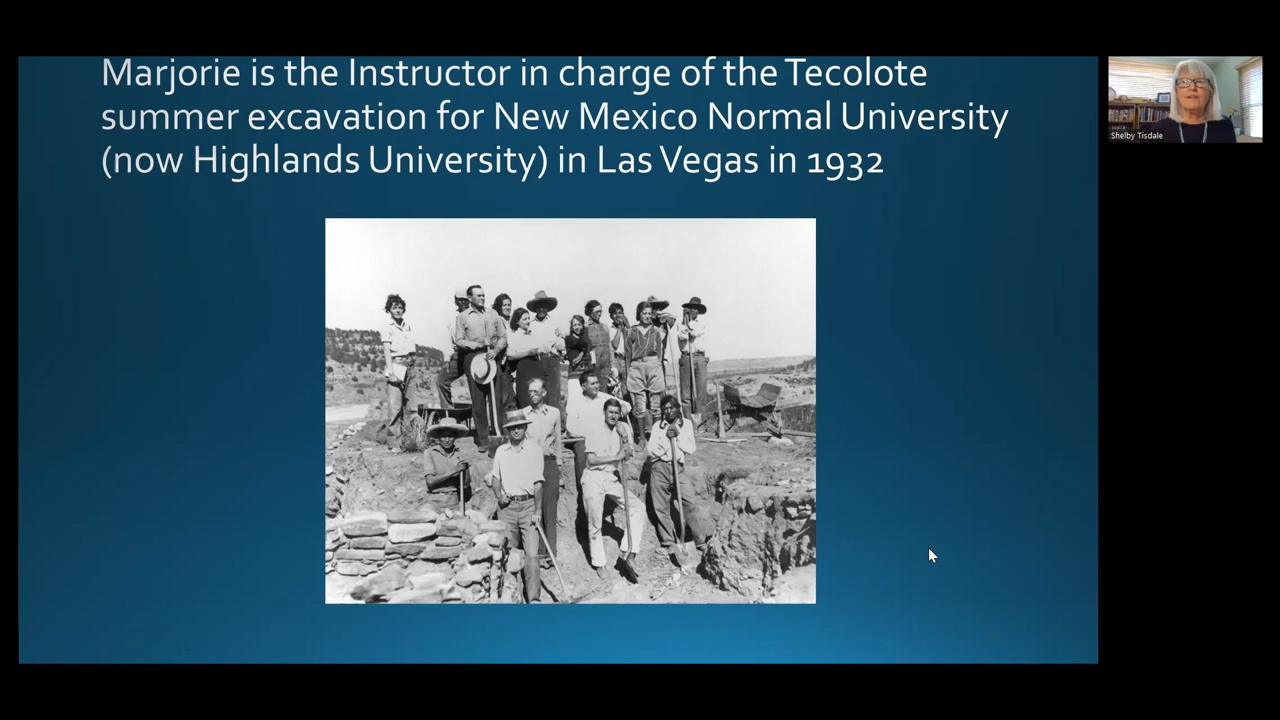 Marjorie is the Instructor in charge of the Tecolote
summer excavation for New Mexico Normal University
(now Highlands University) in Las Vegas in 1932
Shelby Tisdale